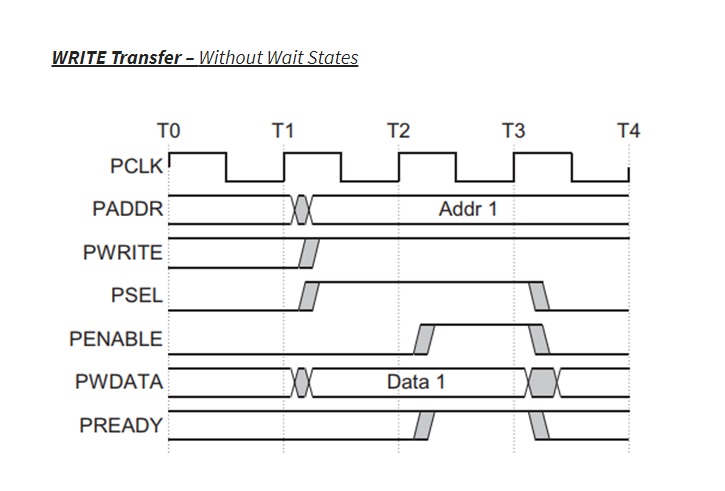 WRITE Transfer – Without Wait States
T0 T1 T2 T3 T4
PCLK
PADDR Addr 1
PWRITE
PSEL
PENABLE
PWDATA Data 1
PREADY